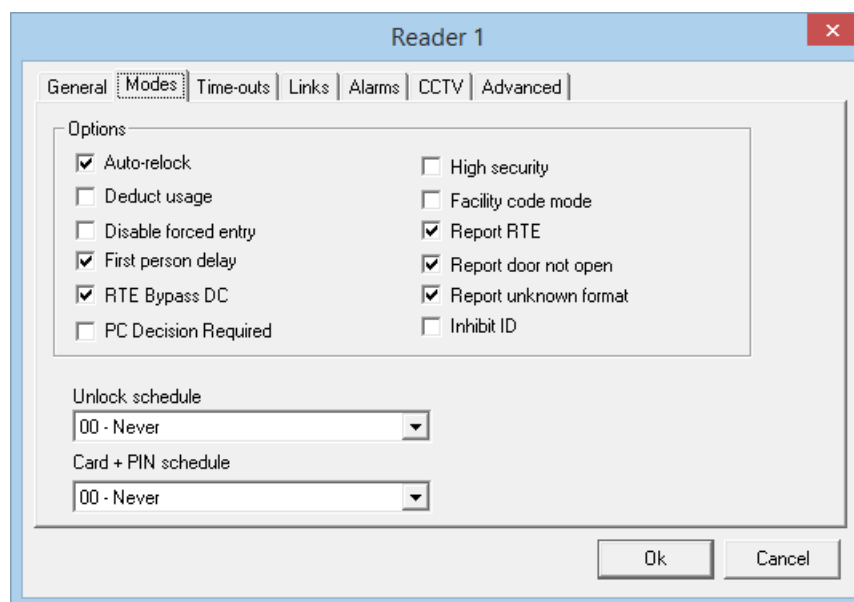 Reader 1
General Modes Time-outs Links Alarms CCTV Advanced
Options
Auto-relock
Deduct usage
Disable forced entry
First person delay
RTE Bypass DC
PC Decision Required
High security
Facility code mode
Report RTE
Report door not open
Report unknown format
Inhibit ID
Unlock schedule
00 - Never
Card + PIN schedule
00 - Never
Ok Cancel